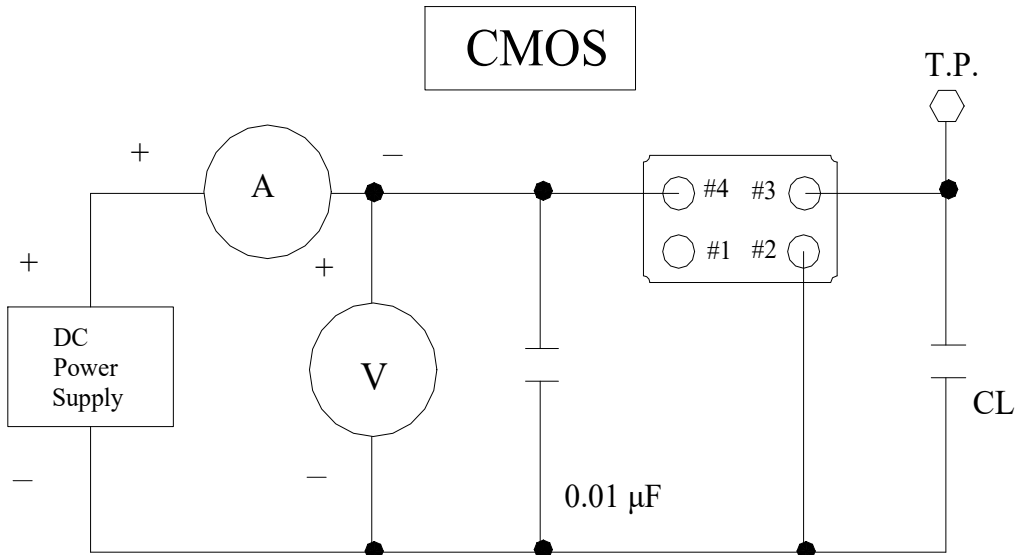 CMOS
T.P.
+
A
–
#4 #3
#1 #2
+
+
DC
Power
Supply
V
CL
–
–
0.01 μF